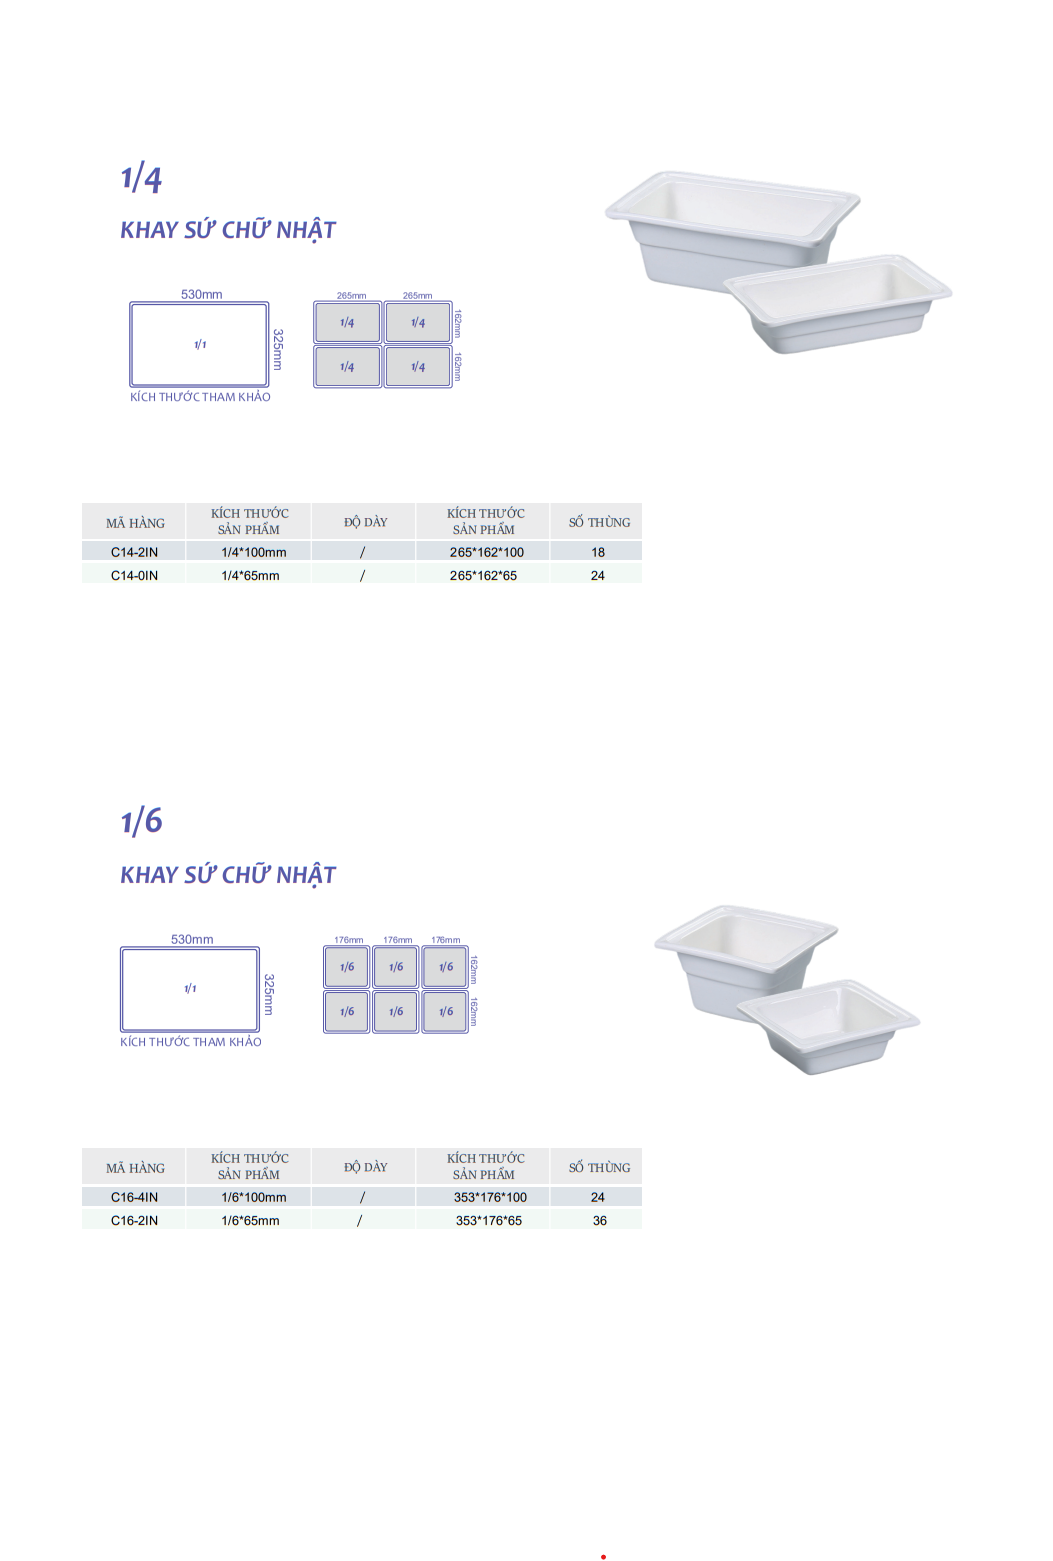 1/4
KHAY SỨ CHỮ NHẬT
530mm
1/1
325mm
KÍCH THƯỚC THAM KHẢO
265mm 265mm
1/4 1/4
162mm
1/4 1/4
162mm
MÃ HÀNG KÍCH THƯỚC SẢN PHẨM ĐỘ DÀY KÍCH THƯỚC SẢN PHẨM SỐ THÙNG
C14-2IN 1/4*100mm / 265*162*100 18
C14-0IN 1/4*65mm / 265*162*65 24
1/6
KHAY SỨ CHỮ NHẬT
530mm
1/1
325mm
KÍCH THƯỚC THAM KHẢO
176mm 176mm 176mm
1/6 1/6 1/6
162mm
1/6 1/6 1/6
162mm
MÃ HÀNG KÍCH THƯỚC SẢN PHẨM ĐỘ DÀY KÍCH THƯỚC SẢN PHẨM SỐ THÙNG
C16-4IN 1/6*100mm / 353*176*100 24
C16-2IN 1/6*65mm / 353*176*65 36